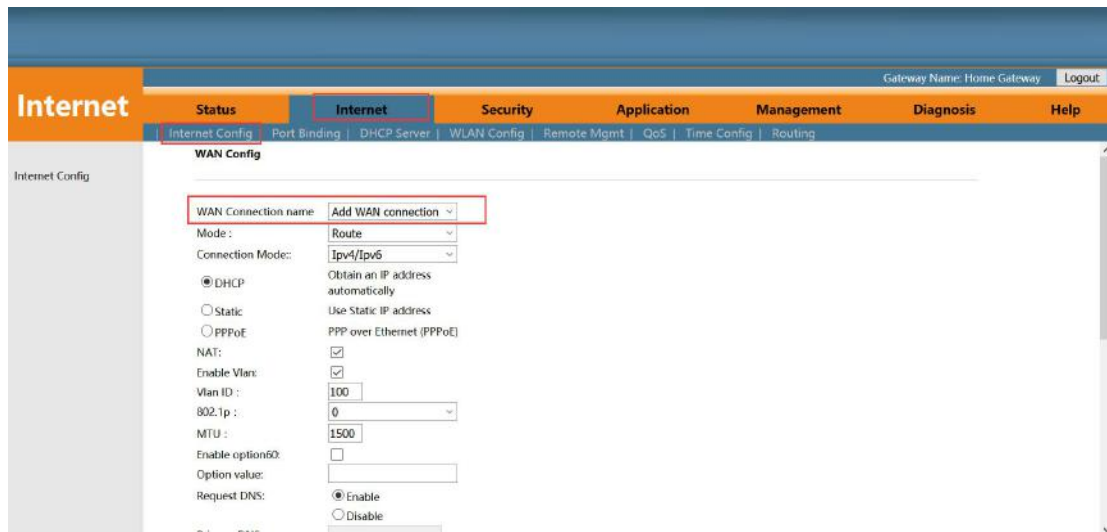 Gateway Name: Home Gateway Logout
Internet
Status Internet Security Application Management Diagnosis Help
| Internet Config | Port Binding | DHCP Server | WLAN Config | Remote Mgmt | QoS | Time Config | Routing
WAN Config
Internet Config
WAN Connection name Add WAN connection
Mode : Route
Connection Mode:: Ipv4/Ipv6
DHCP Obtain an IP address
automatically
Static Use Static IP address
PPPoE PPP over Ethernet (PPPoE)
NAT:
Enable Vlan:
Vlan ID : 100
802.1p : 0
MTU : 1500
Enable option60:
Option value:
Request DNS: Enable
Disable